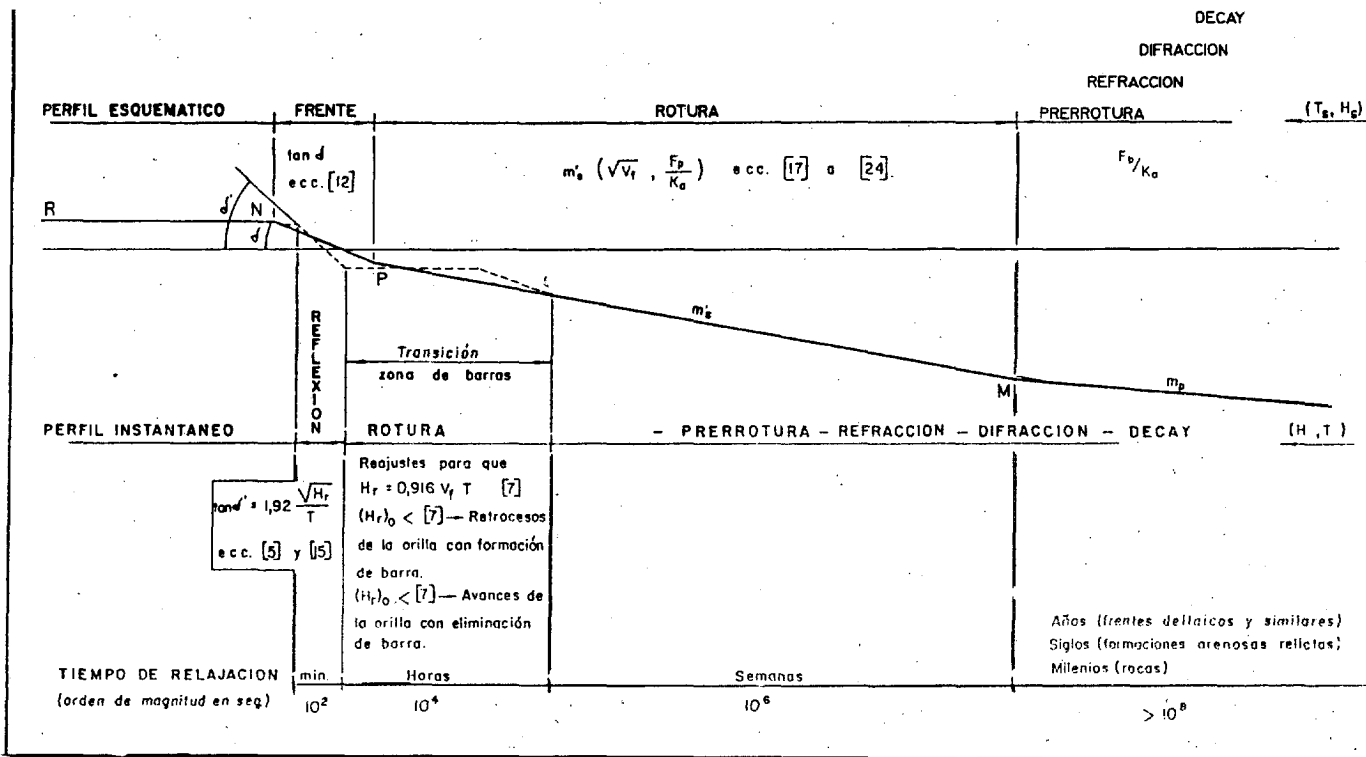 DECAY
DIFRACCION
REFRACCION
PERFIL ESQUEMATICO FRENTE ROTURA PRERROTURA (Ts, Hs)
tan α
ecc. [12]
m's (√Vf , Fp/Ka) ecc. [17] a [24].
Fp/Ka
R α' N α
P
REFLEXION
m's
Transición
zona de barras
M mp
PERFIL INSTANTANEO ROTURA - PRERROTURA - REFRACCION - DIFRACCION - DECAY (H ,T)
tan α' = 1,92 √Hr/T
ecc. [5] y [15]
Reajustes para que
Hr = 0,916 Vf T [7]
(Hr)o < [7] — Retrocesos
de la orilla con formación
de barra.
(Hr)o < [7] — Avances de
la orilla con eliminación
de barra.
Años (frentes deltaicos y similares)
Siglos (formaciones arenosas relictas)
Milenios (rocas)
TIEMPO DE RELAJACION min. Horas Semanas
(orden de magnitud en seg.) 10² 10⁴ 10⁶ > 10⁸